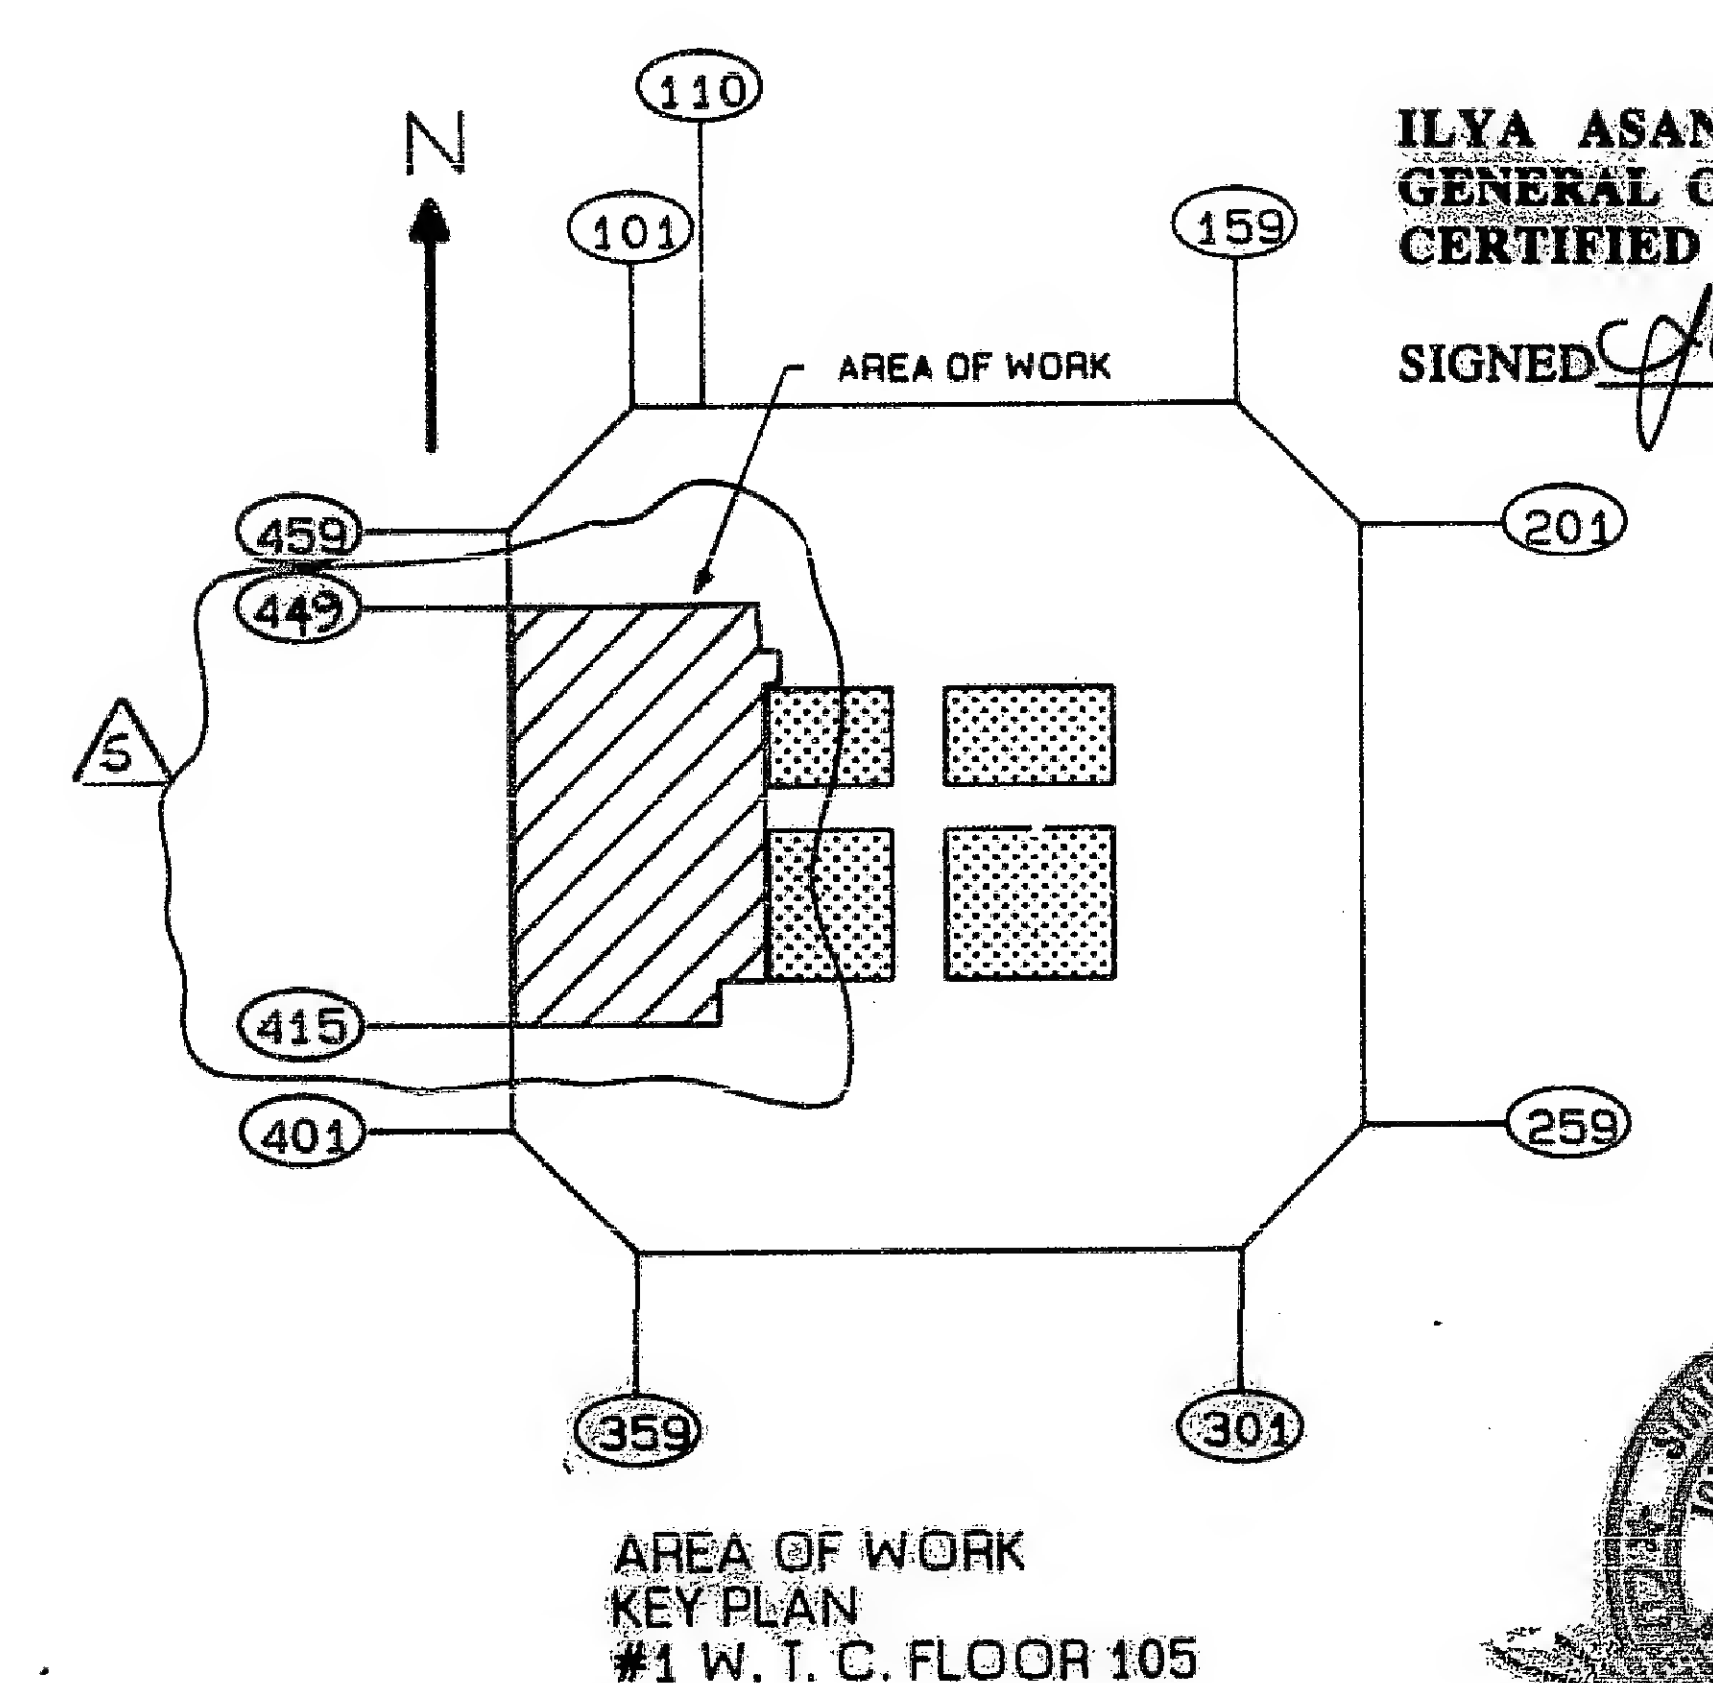 110
N
ILYA ASAN
GENERAL C
CERTIFIED
101
159
SIGNED
AREA OF WORK
459
201
449
5
415
401
259
359
301
AREA OF WORK
KEY PLAN
#1 W. T. C. FLOOR 105